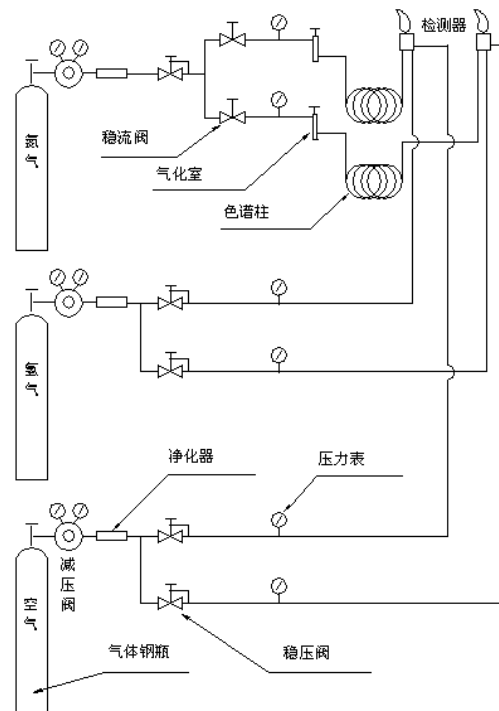 检测器
氮气
稳流阀
气化室
色谱柱
氢气
净化器
压力表
减压阀
空气
气体钢瓶
稳压阀